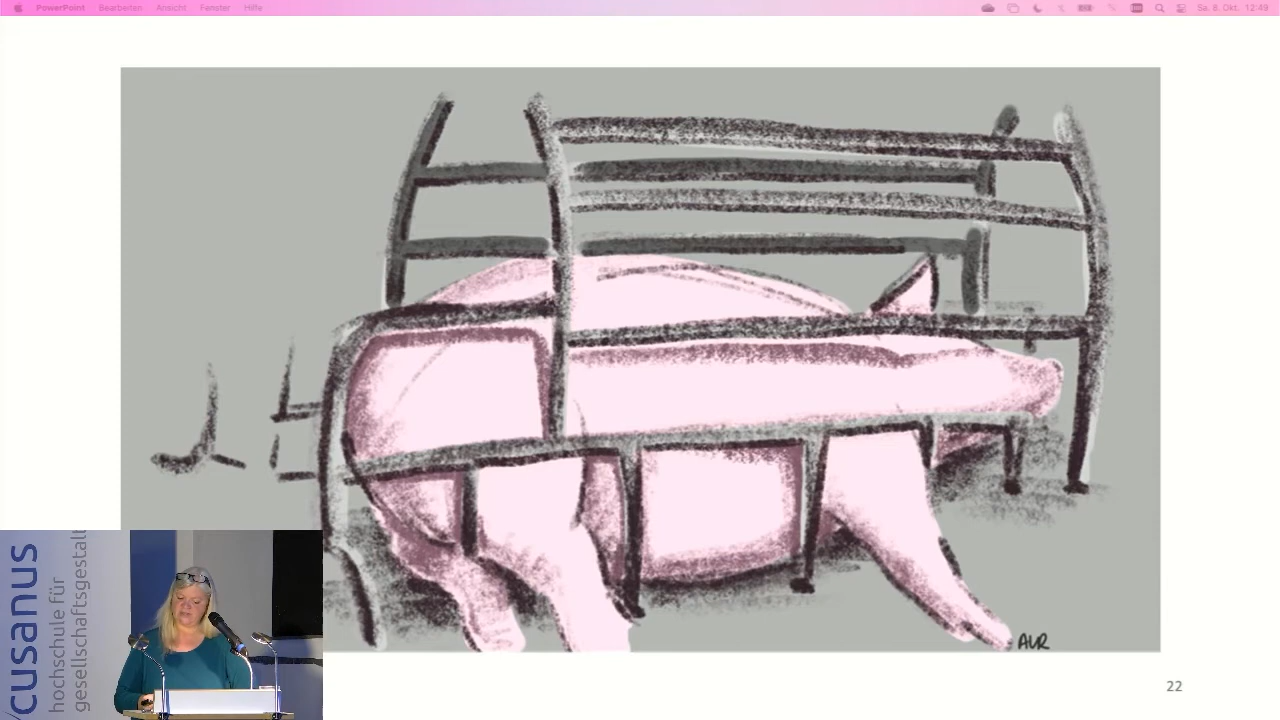 PowerPoint Bearbeiten Ansicht Fenster Hilfe
Sa. 8. Okt. 12:49
AVR
22
cusanus
hochschule für
gesellschaftsgestalt